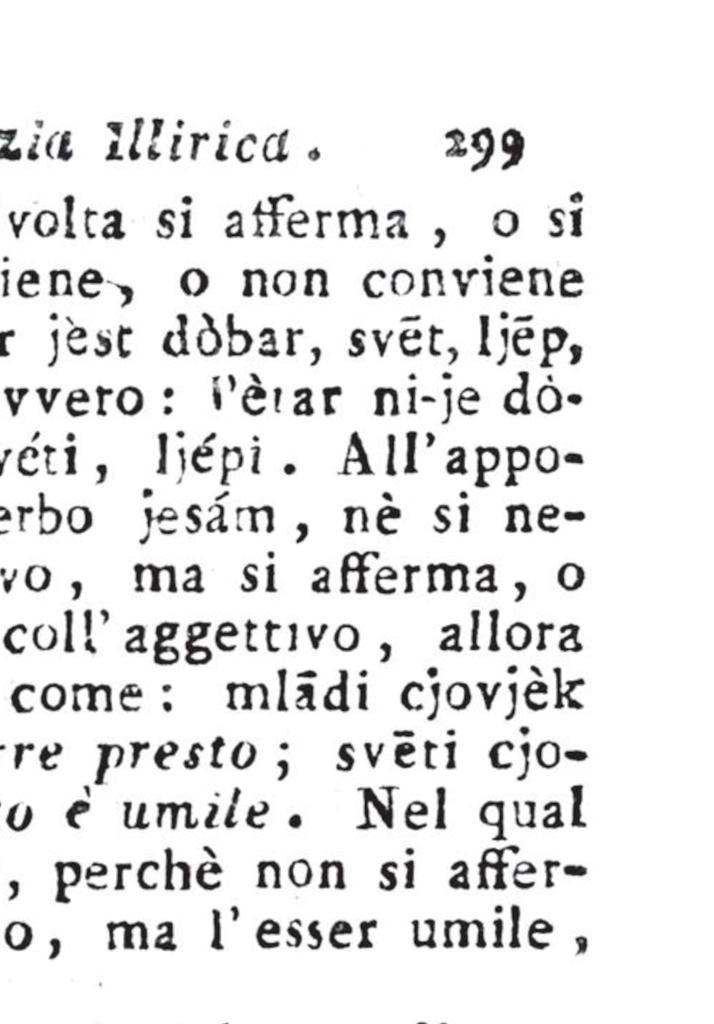 zia Illirica. 299
volta si afferma, o si
iene, o non conviene
r jèst dòbar, svēt, ljēp,
vvero: Pètar ni-je dò-
véti, ljépi. All'appo-
erbo jesám, nè si ne-
vo, ma si afferma, o
coll'aggettivo, allora
come: mlādi cjovjèk
rre presto; svēti cjo-
o è umile. Nel qual
, perchè non si affer-
o, ma l'esser umile,